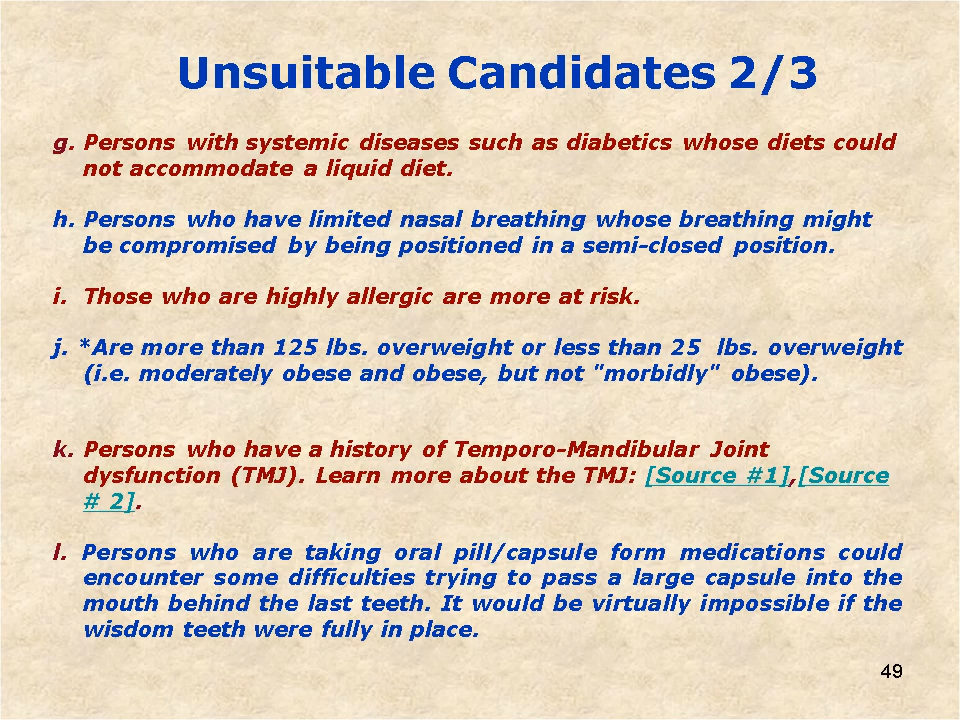 Unsuitable Candidates 2/3
g. Persons with systemic diseases such as diabetics whose diets could
not accommodate a liquid diet.
h. Persons who have limited nasal breathing whose breathing might
be compromised by being positioned in a semi-closed position.
i. Those who are highly allergic are more at risk.
j. *Are more than 125 lbs. overweight or less than 25 lbs. overweight
(i.e. moderately obese and obese, but not "morbidly" obese).
k. Persons who have a history of Temporo-Mandibular Joint
dysfunction (TMJ). Learn more about the TMJ: [Source #1],[Source
# 2].
l. Persons who are taking oral pill/capsule form medications could
encounter some difficulties trying to pass a large capsule into the
mouth behind the last teeth. It would be virtually impossible if the
wisdom teeth were fully in place.
49